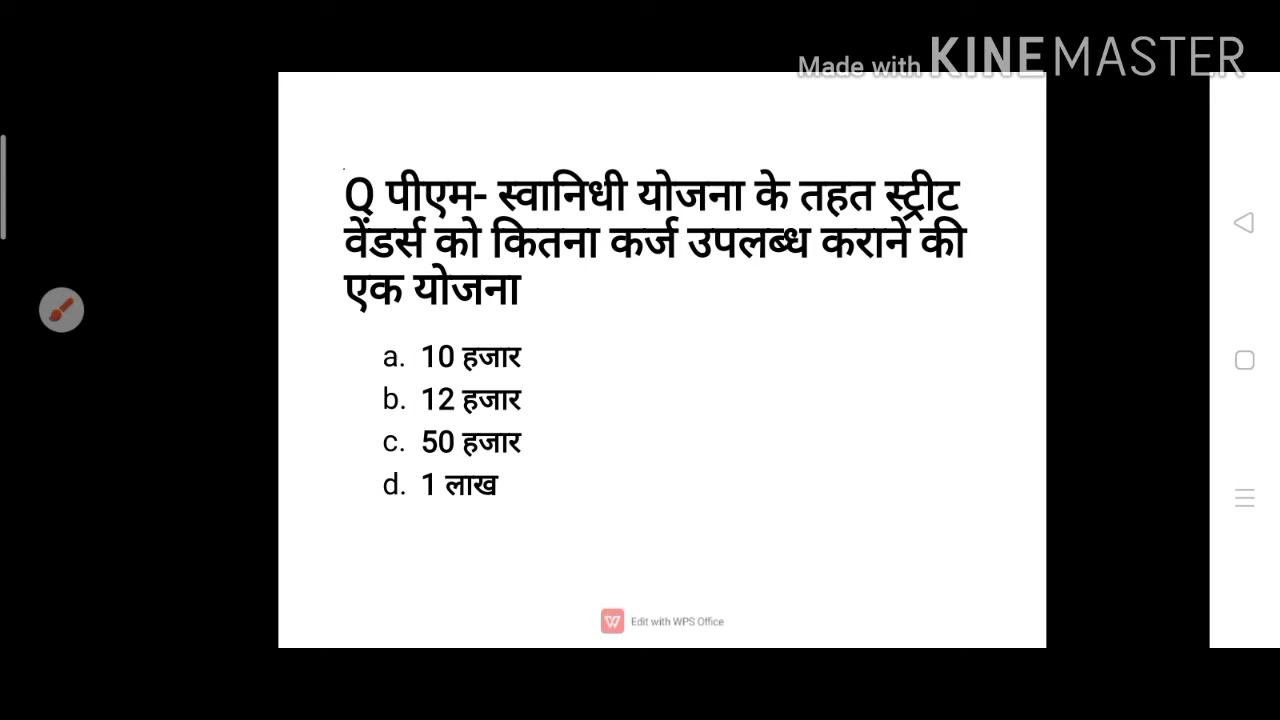 Made with KINEMASTER
Q पीएम- स्वानिधी योजना के तहत स्ट्रीट
वेंडर्स को कितना कर्ज उपलब्ध कराने की
एक योजना
a. 10 हजार
b. 12 हजार
c. 50 हजार
d. 1 लाख
Edit with WPS Office